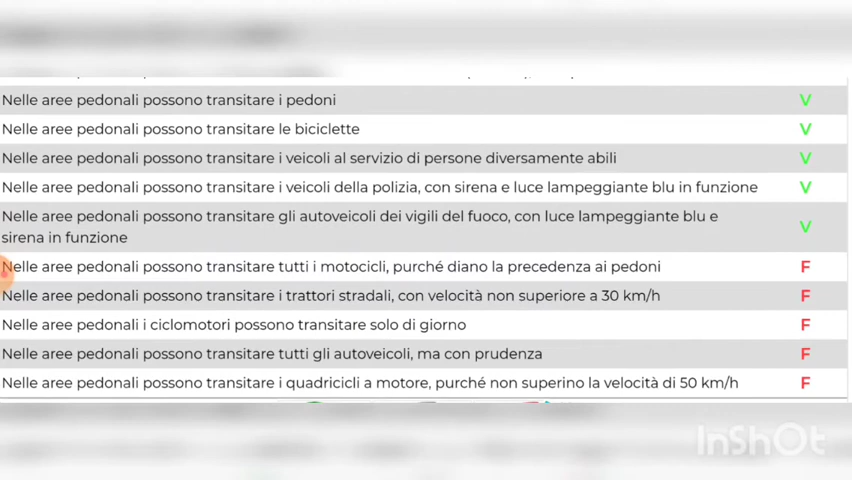 Nelle aree pedonali possono transitare i pedoni V
Nelle aree pedonali possono transitare le biciclette V
Nelle aree pedonali possono transitare i veicoli al servizio di persone diversamente abili V
Nelle aree pedonali possono transitare i veicoli della polizia, con sirena e luce lampeggiante blu in funzione V
Nelle aree pedonali possono transitare gli autoveicoli dei vigili del fuoco, con luce lampeggiante blu e
sirena in funzione V
Nelle aree pedonali possono transitare tutti i motocicli, purché diano la precedenza ai pedoni F
Nelle aree pedonali possono transitare i trattori stradali, con velocità non superiore a 30 km/h F
Nelle aree pedonali i ciclomotori possono transitare solo di giorno F
Nelle aree pedonali possono transitare tutti gli autoveicoli, ma con prudenza F
Nelle aree pedonali possono transitare i quadricicli a motore, purché non superino la velocità di 50 km/h F
InShOt